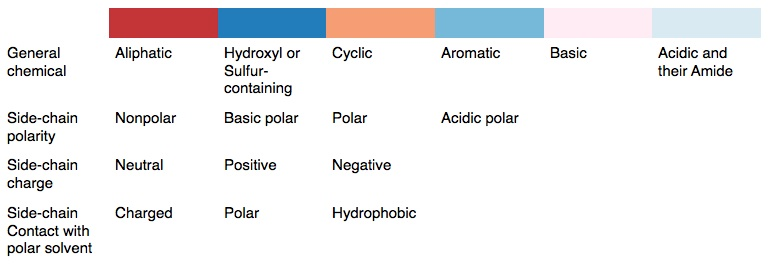 General chemical Aliphatic Hydroxyl or Sulfur-containing Cyclic Aromatic Basic Acidic and their Amide
Side-chain polarity Nonpolar Basic polar Polar Acidic polar
Side-chain charge Neutral Positive Negative
Side-chain Contact with polar solvent Charged Polar Hydrophobic